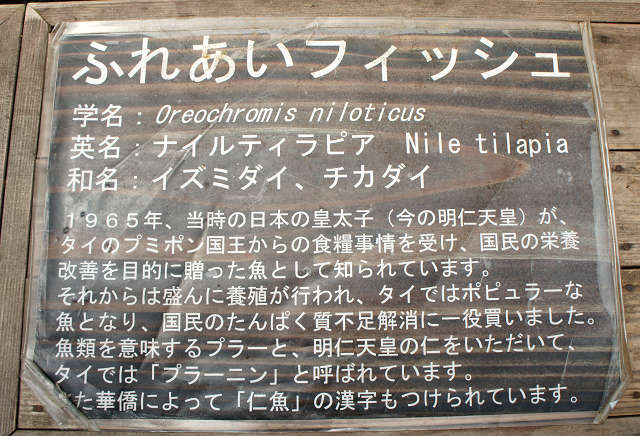 ふれあいフィッシュ
学名：Oreochromis niloticus
英名：ナイルティラピア　Nile tilapia
和名：イズミダイ、チカダイ
１９６５年、当時の日本の皇太子（今の明仁天皇）が、
タイのプミポン国王からの食糧事情を受け、国民の栄養
改善を目的に贈った魚として知られています。
それからは盛んに養殖が行われ、タイではポピュラーな
魚となり、国民のたんぱく質不足解消に一役買いました。
魚類を意味するプラーと、明仁天皇の仁をいただいて、
タイでは「プラーニン」と呼ばれています。
た華僑によって「仁魚」の漢字もつけられています。